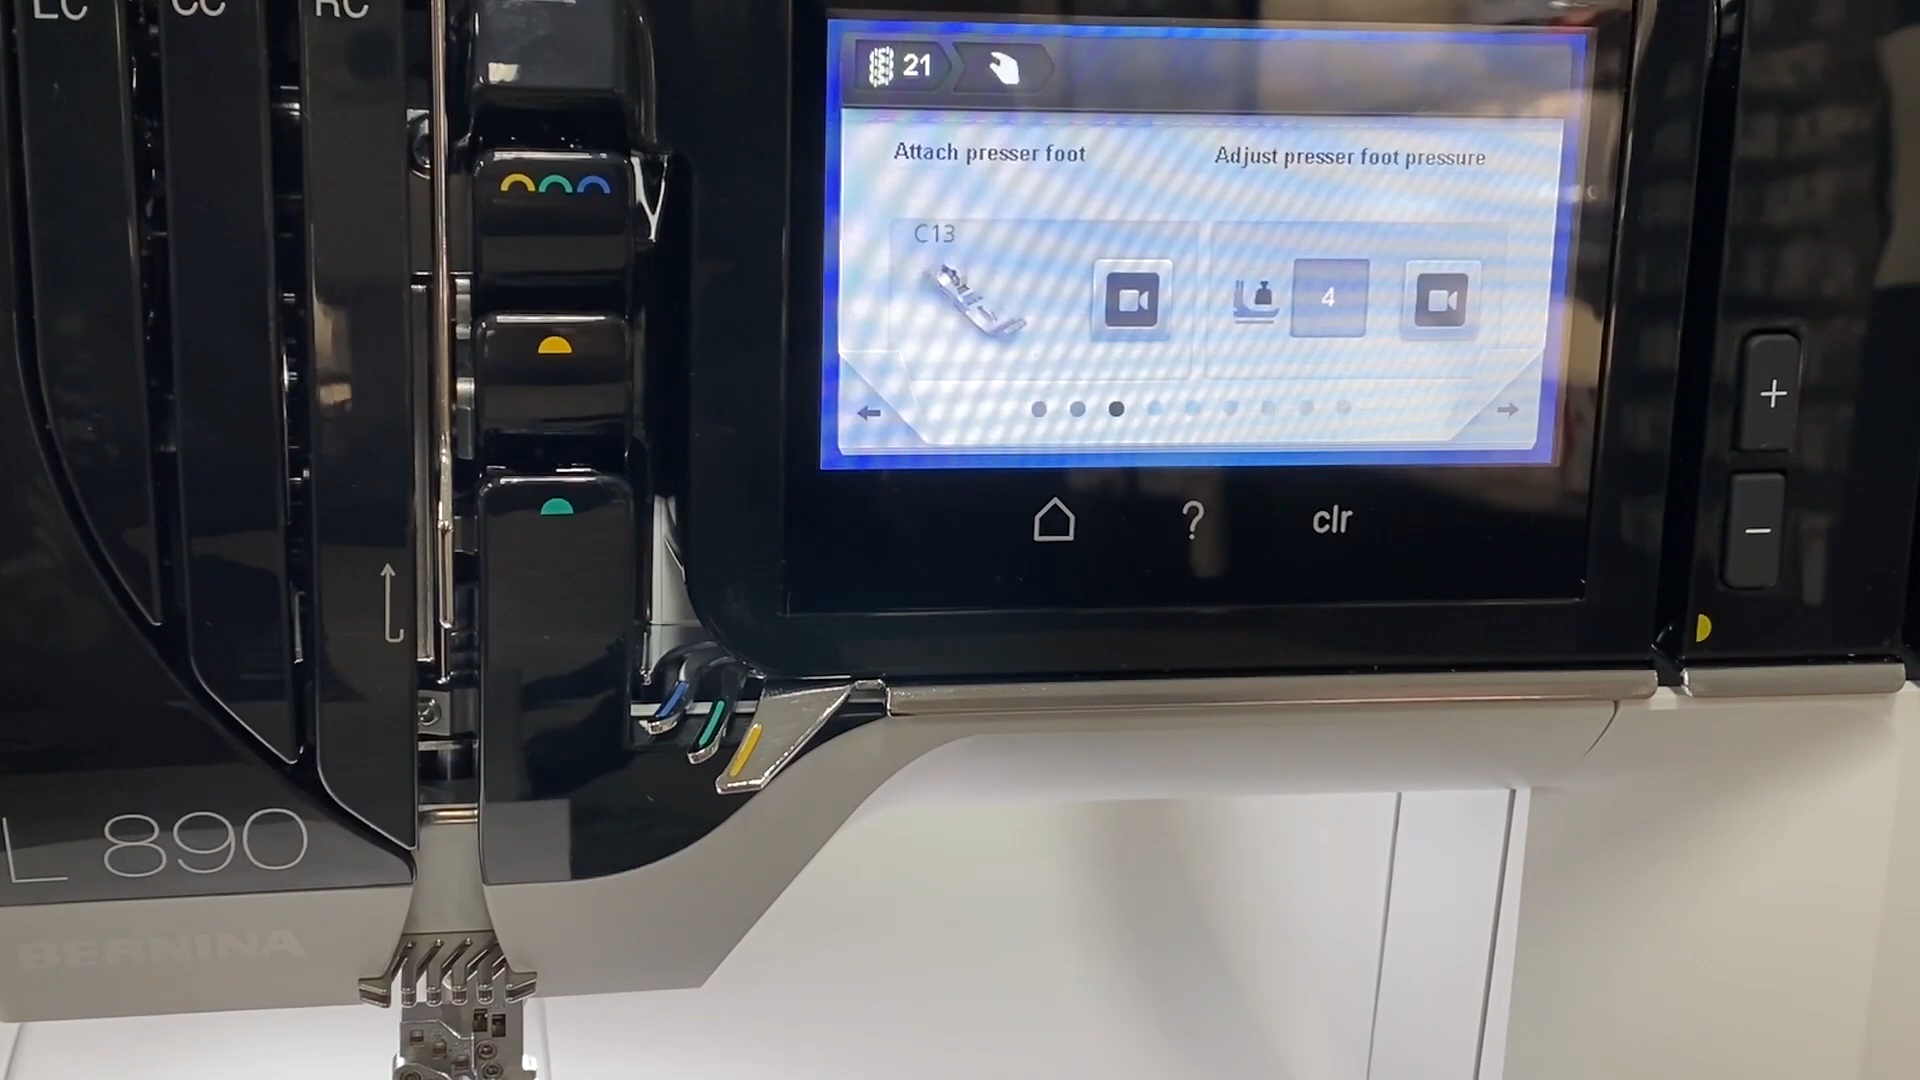 LC CC RC
21
Attach presser foot
Adjust presser foot pressure
C13
4
?
clr
+
−
L 890
BERNINA